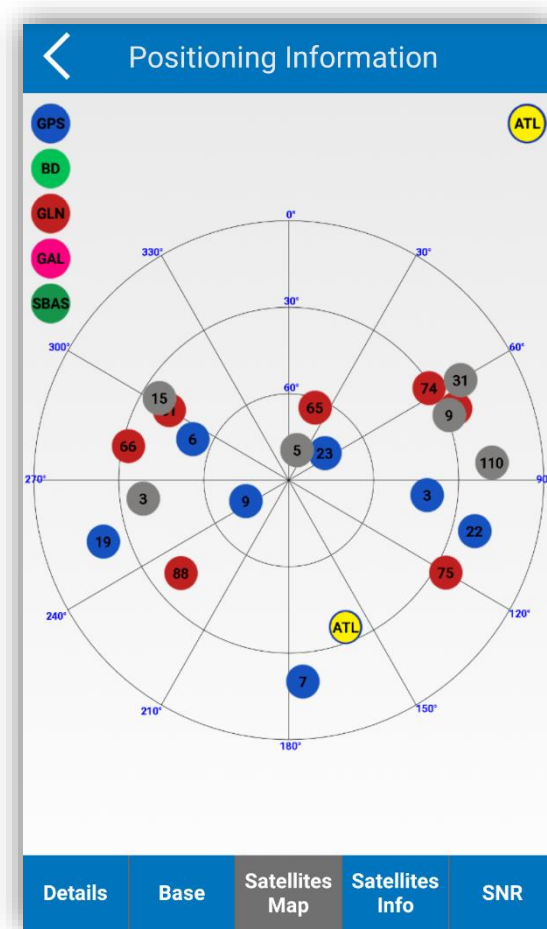 Positioning Information
GPS
ATL
BD
GLN
GAL
SBAS
0°
330°
30°
30°
300°
60°
60°
31
74
15
65
9
66
6
5
23
110
270°
90
3
9
3
19
22
88
75
240°
120°
ATL
7
210°
150°
180°
Details
Base
Satellites
Map
Satellites
Info
SNR